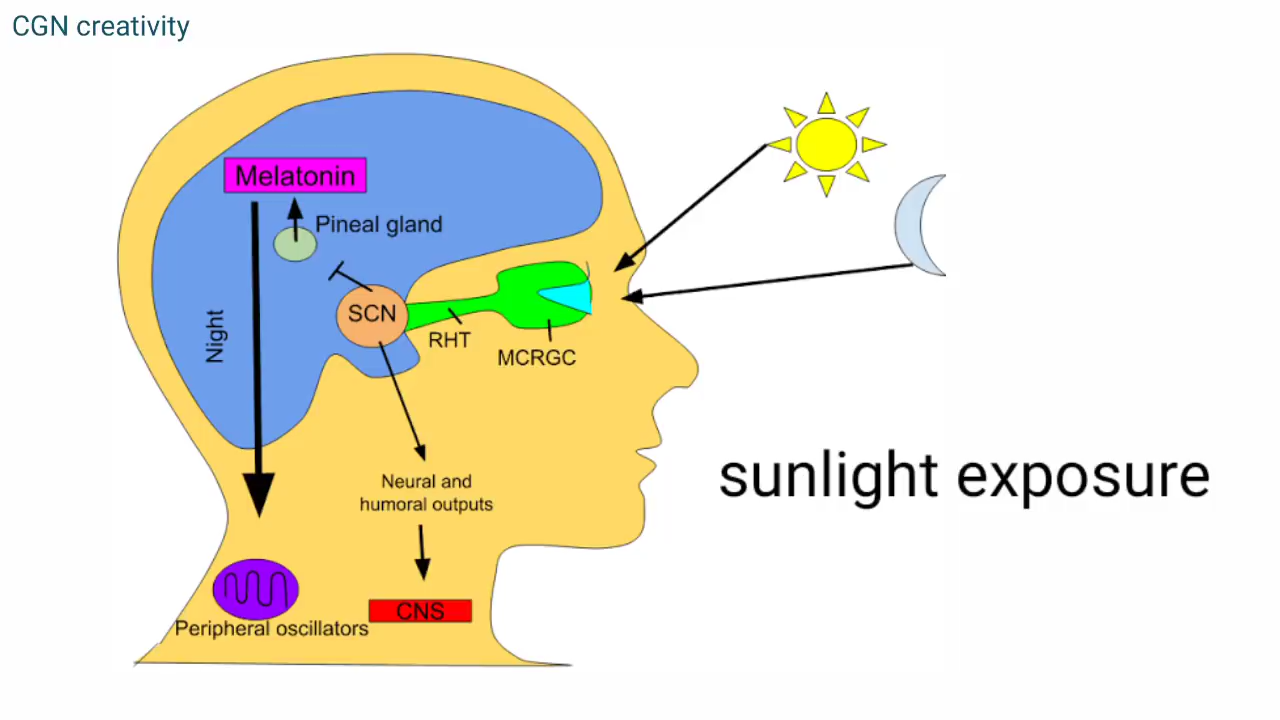 CGN creativity
Melatonin
Pineal gland
SCN
Night
RHT
MCRGC
sunlight exposure
Neural and
humoral outputs
CNS
Peripheral oscillators